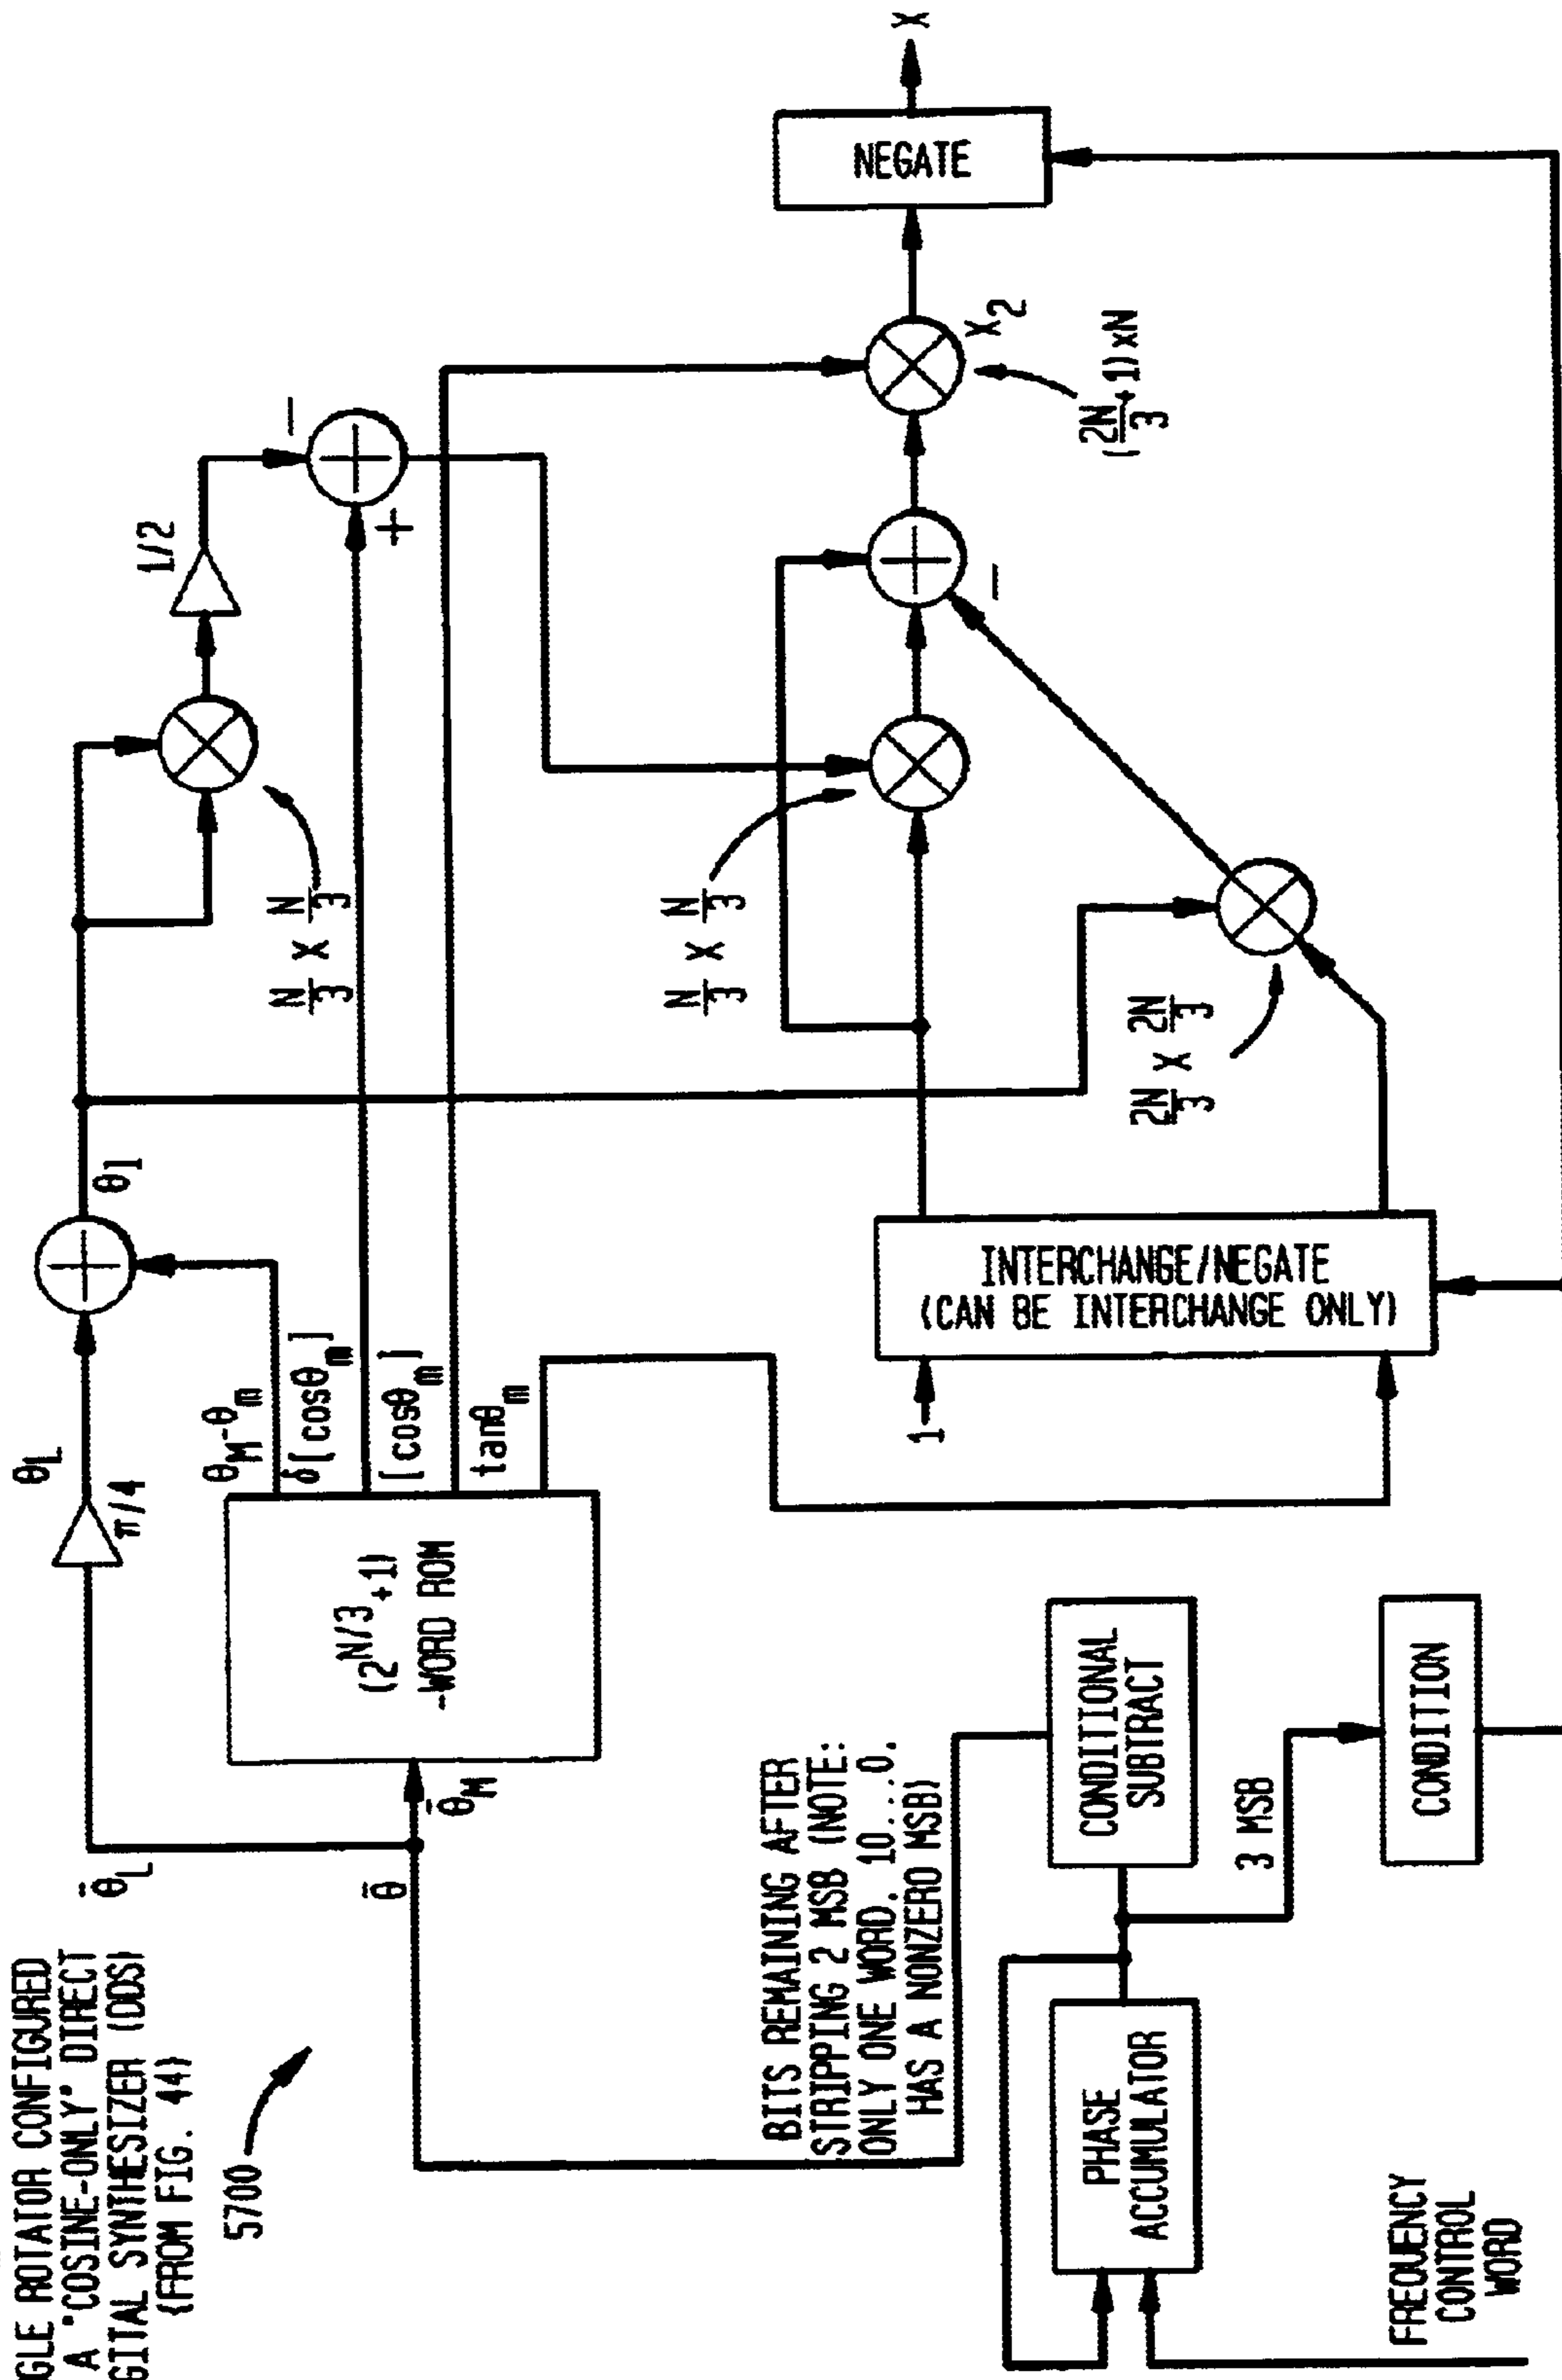 GLE ROTATOR CONFIGURED
A "COSINE-ONLY" DIRECT
GITAL SYNTHESIZER (DDS)
(FROM FIG. 44)
5700
θ̄_L
θ̄
θ̄_M
π/4
θ_L
(2^N/3+1)
-WORD ROM
θ_M-θ_m
δ[cosθ_m]
[cosθ_m]
tanθ_m
θ_l
N/3 X N/3
1/2
−
+
N/3 X N/3
2N/3 X 2N/3
−
X_2
(2N/3+1)xN
NEGATE
X
1
INTERCHANGE/NEGATE
(CAN BE INTERCHANGE ONLY)
BITS REMAINING AFTER
STRIPPING 2 MSB (NOTE:
ONLY ONE WORD, 10...0,
HAS A NONZERO MSB)
CONDITIONAL
SUBTRACT
3 MSB
CONDITION
PHASE
ACCUMULATOR
FREQUENCY
CONTROL
WORD